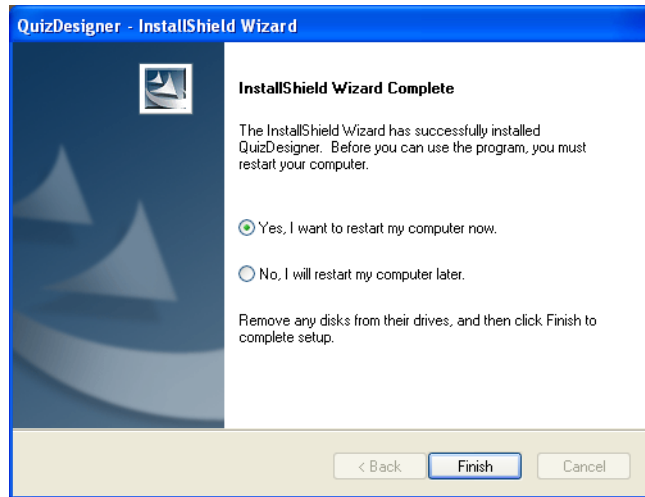 QuizDesigner - InstallShield Wizard
InstallShield Wizard Complete
The InstallShield Wizard has successfully installed
QuizDesigner. Before you can use the program, you must
restart your computer.
Yes, I want to restart my computer now.
No, I will restart my computer later.
Remove any disks from their drives, and then click Finish to
complete setup.
< Back Finish Cancel